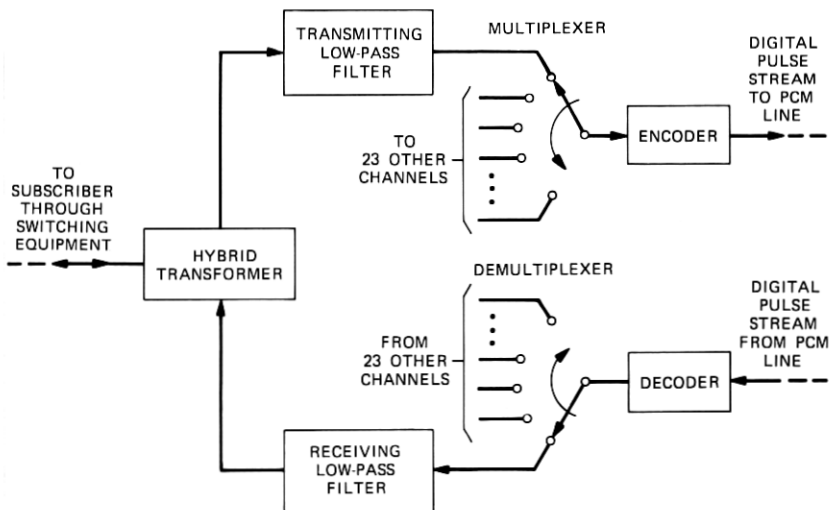 TRANSMITTING
LOW-PASS
FILTER
MULTIPLEXER
DIGITAL
PULSE
STREAM
TO PCM
LINE
TO
23 OTHER
CHANNELS
ENCODER
TO
SUBSCRIBER
THROUGH
SWITCHING
EQUIPMENT
HYBRID
TRANSFORMER
DEMULTIPLEXER
DIGITAL
PULSE
STREAM
FROM PCM
LINE
FROM
23 OTHER
CHANNELS
DECODER
RECEIVING
LOW-PASS
FILTER